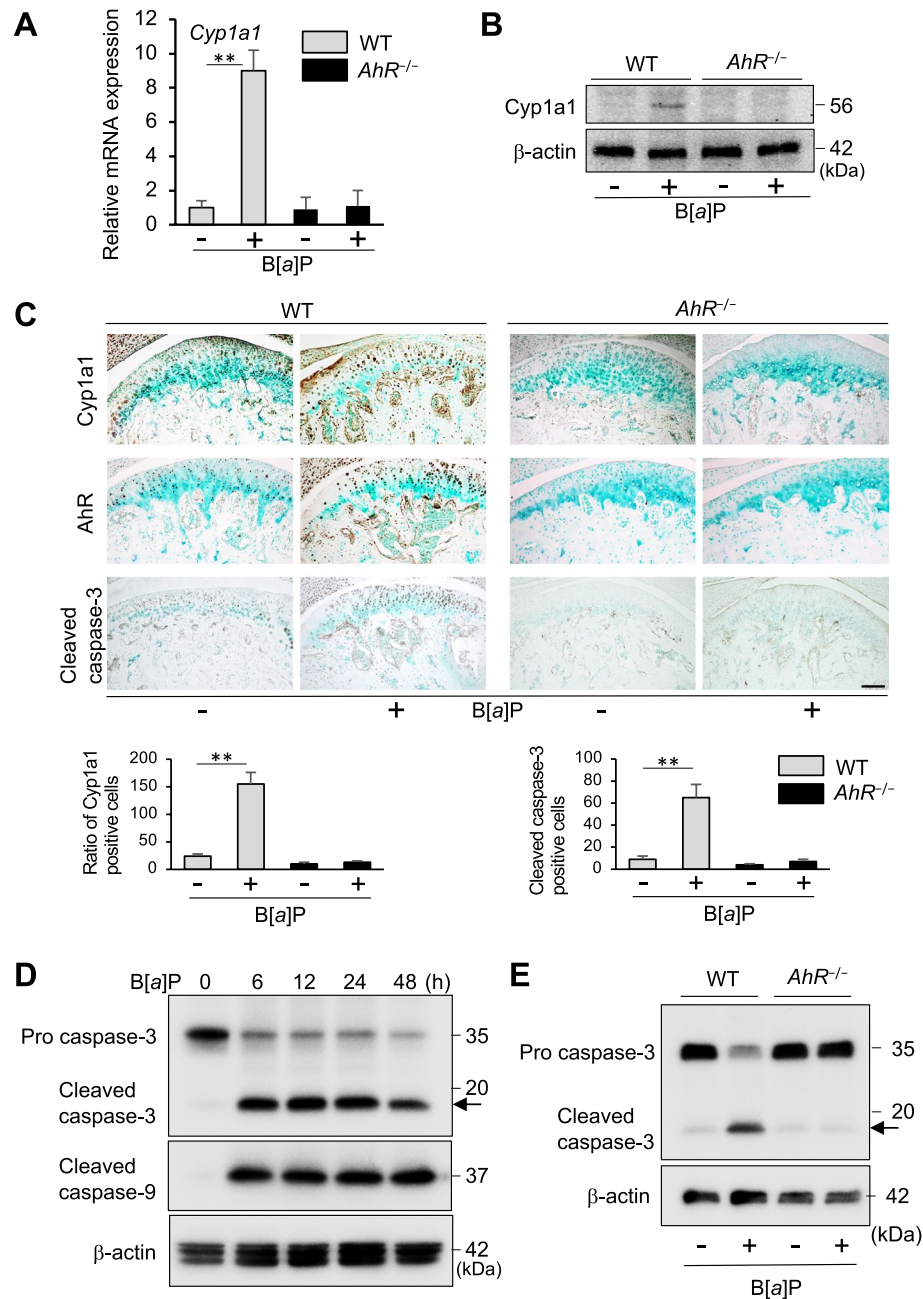 A
Relative mRNA expression
12
10
8
6
4
2
0
Cyp1a1
**
WT
AhR−/−
- + - +
B[a]P
B
WT AhR−/−
Cyp1a1 56
β-actin 42
(kDa)
- + - +
B[a]P
C
WT AhR−/−
Cyp1a1
AhR
Cleaved
caspase-3
- + B[a]P - +
Ratio of Cyp1a1
positive cells
200
150
100
50
0
**
- + - +
B[a]P
Cleaved caspase-3
positive cells
100
80
60
40
20
0
**
WT
AhR−/−
- + - +
B[a]P
D
B[a]P 0 6 12 24 48 (h)
Pro caspase-3 35
20
Cleaved
caspase-3
Cleaved
caspase-9
37
β-actin 42
(kDa)
E
WT AhR−/−
Pro caspase-3 35
20
Cleaved
caspase-3
β-actin 42
(kDa)
- + - +
B[a]P